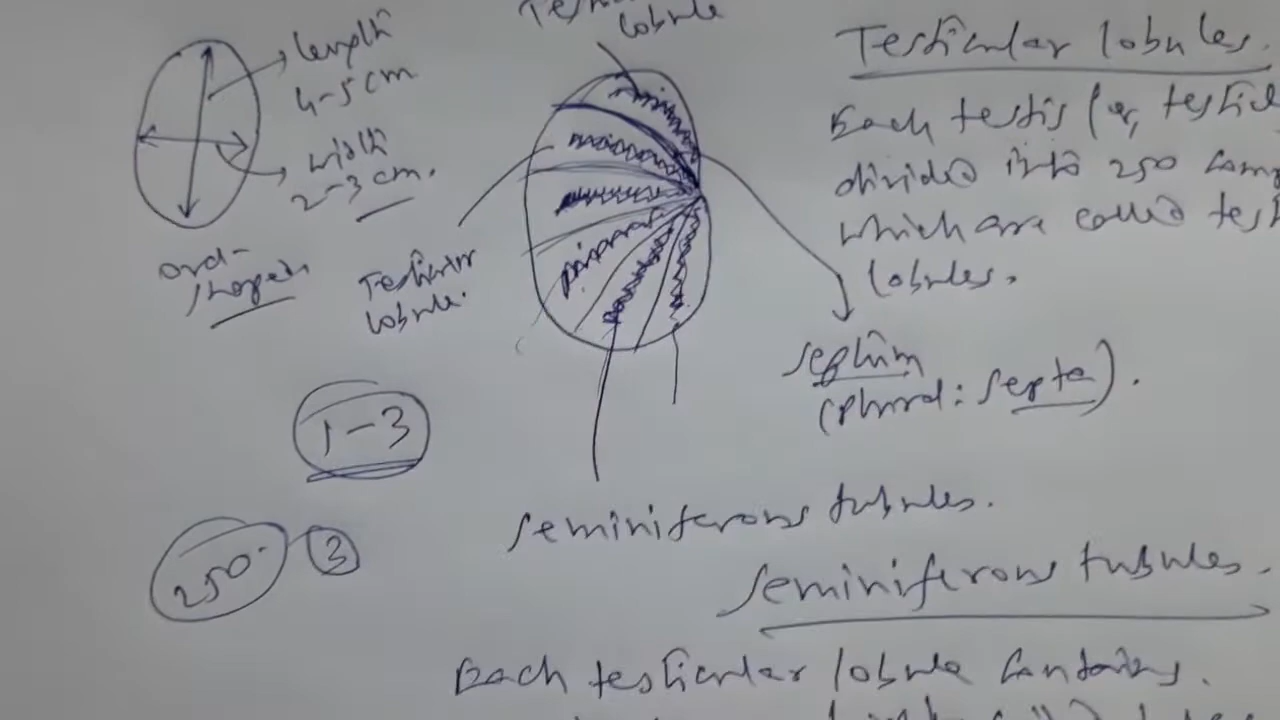 length
4-5 cm
width
2-3 cm.
oval-
shaped
lobule
Testicular
lobule.
Testicular lobules.
Each testis (or, testic
divided into 250 com
which are called test
lobules.
septum
(plural: septa).
1-3
250. 3
seminiferous tubules.
seminiferous tubules.
Each testicular lobule contains.